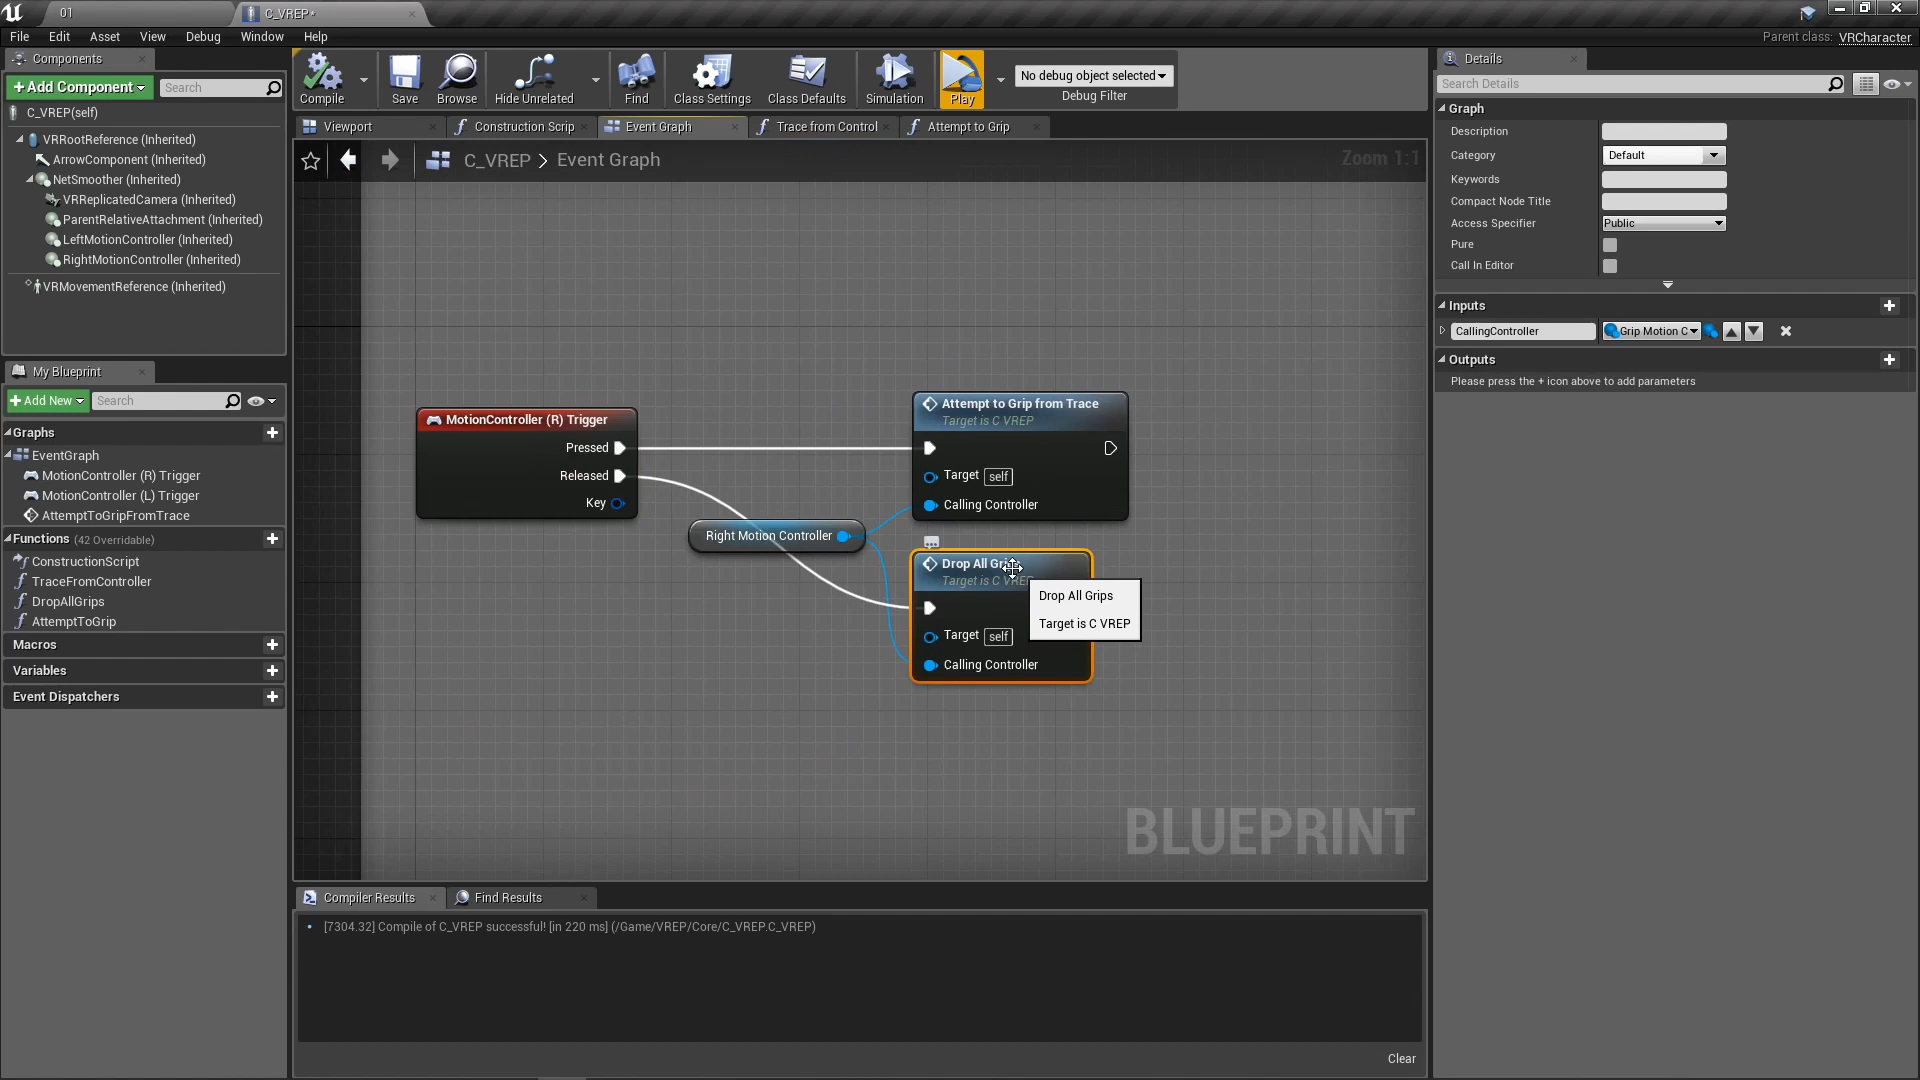 01
C_VREP*
File Edit Asset View Debug Window Help
Parent class: VRCharacter
Components
+Add Component
Search
C_VREP(self)
VRRootReference (Inherited)
ArrowComponent (Inherited)
NetSmoother (Inherited)
VRReplicatedCamera (Inherited)
ParentRelativeAttachment (Inherited)
LeftMotionController (Inherited)
RightMotionController (Inherited)
VRMovementReference (Inherited)
My Blueprint
+Add New
Search
Graphs
EventGraph
MotionController (R) Trigger
MotionController (L) Trigger
AttemptToGripFromTrace
Functions (42 Overridable)
ConstructionScript
TraceFromController
DropAllGrips
AttemptToGrip
Macros
Variables
Event Dispatchers
Compile Save Browse Hide Unrelated Find Class Settings Class Defaults Simulation Play
No debug object selected
Debug Filter
Viewport Construction Scrip Event Graph Trace from Control Attempt to Grip
C_VREP > Event Graph
Zoom 1:1
MotionController (R) Trigger
Pressed
Released
Key
Right Motion Controller
Attempt to Grip from Trace
Target is C VREP
Target self
Calling Controller
Drop All Grips
Target is C VREP
Target self
Calling Controller
Drop All Grips
Target is C VREP
BLUEPRINT
Compiler Results Find Results
[7304.32] Compile of C_VREP successful! [in 220 ms] (/Game/VREP/Core/C_VREP.C_VREP)
Clear
Details
Search Details
Graph
Description
Category Default
Keywords
Compact Node Title
Access Specifier Public
Pure
Call In Editor
Inputs
CallingController Grip Motion C
Outputs
Please press the + icon above to add parameters